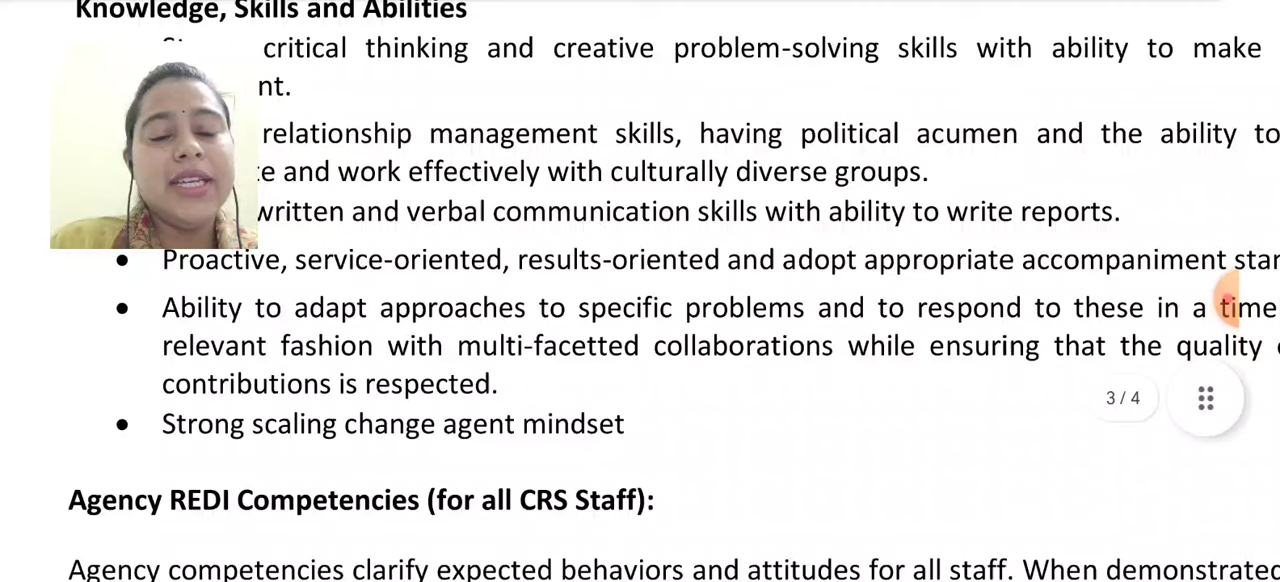 Knowledge, Skills and Abilities
critical thinking and creative problem-solving skills with ability to make
nt.
relationship management skills, having political acumen and the ability to
e and work effectively with culturally diverse groups.
written and verbal communication skills with ability to write reports.
• Proactive, service-oriented, results-oriented and adopt appropriate accompaniment star
• Ability to adapt approaches to specific problems and to respond to these in a time
relevant fashion with multi-facetted collaborations while ensuring that the quality
contributions is respected.
3 / 4
• Strong scaling change agent mindset
Agency REDI Competencies (for all CRS Staff):
Agency competencies clarify expected behaviors and attitudes for all staff. When demonstrated